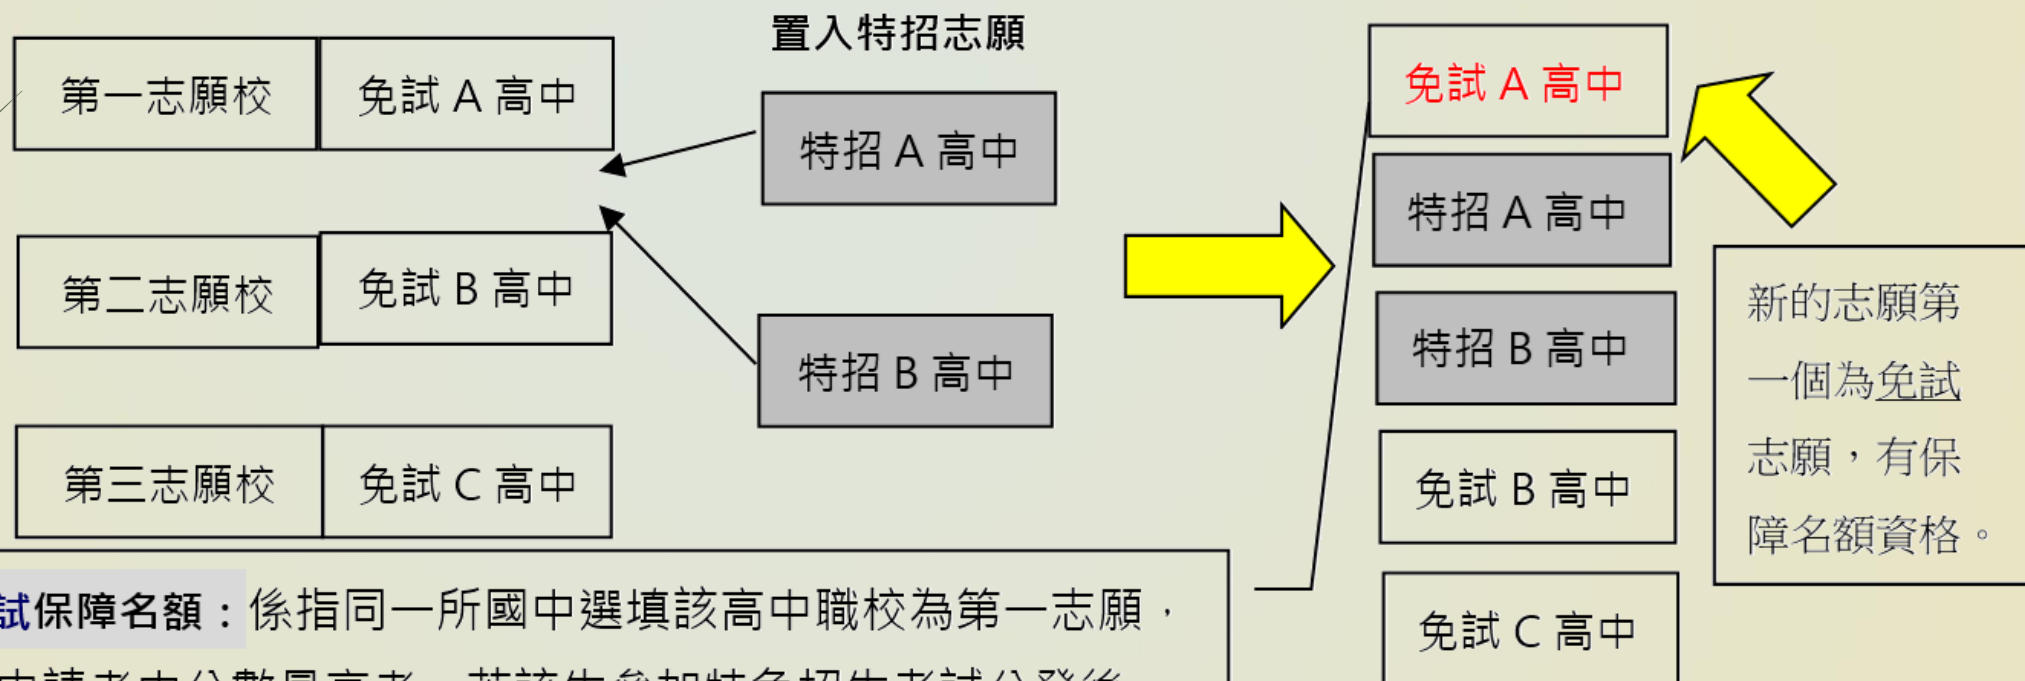 置入特招志願
第一志願校 免試 A 高中
第二志願校 免試 B 高中
第三志願校 免試 C 高中
特招 A 高中
特招 B 高中
免試 A 高中
特招 A 高中
特招 B 高中
免試 B 高中
免試 C 高中
新的志願第
一個為免試
志願，有保
障名額資格。
試保障名額：係指同一所國中選填該高中職校為第一志願，